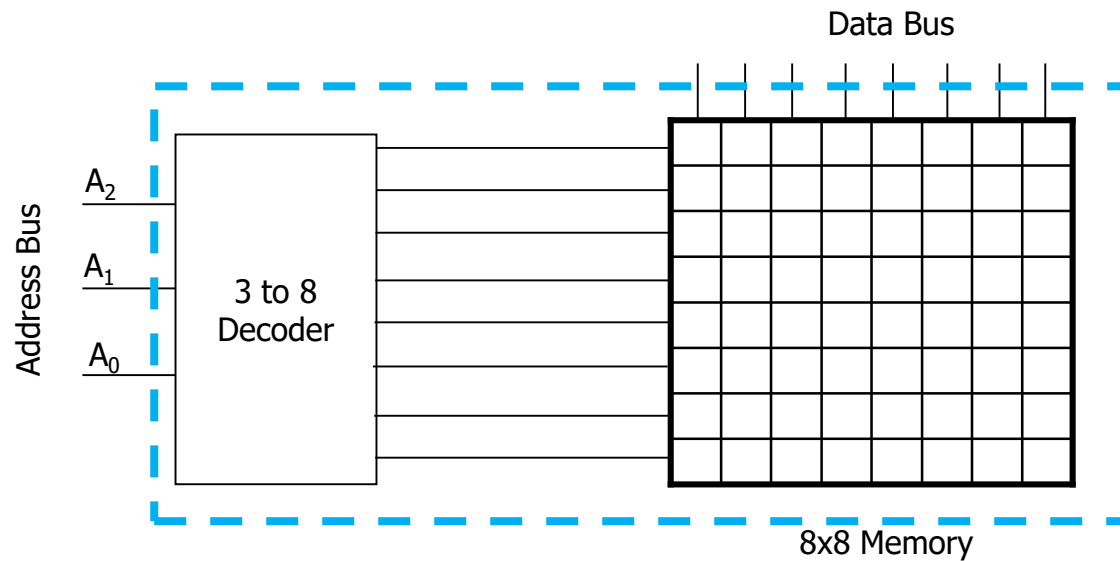 Data Bus
Address Bus
A₂
A₁
A₀
3 to 8
Decoder
8x8 Memory